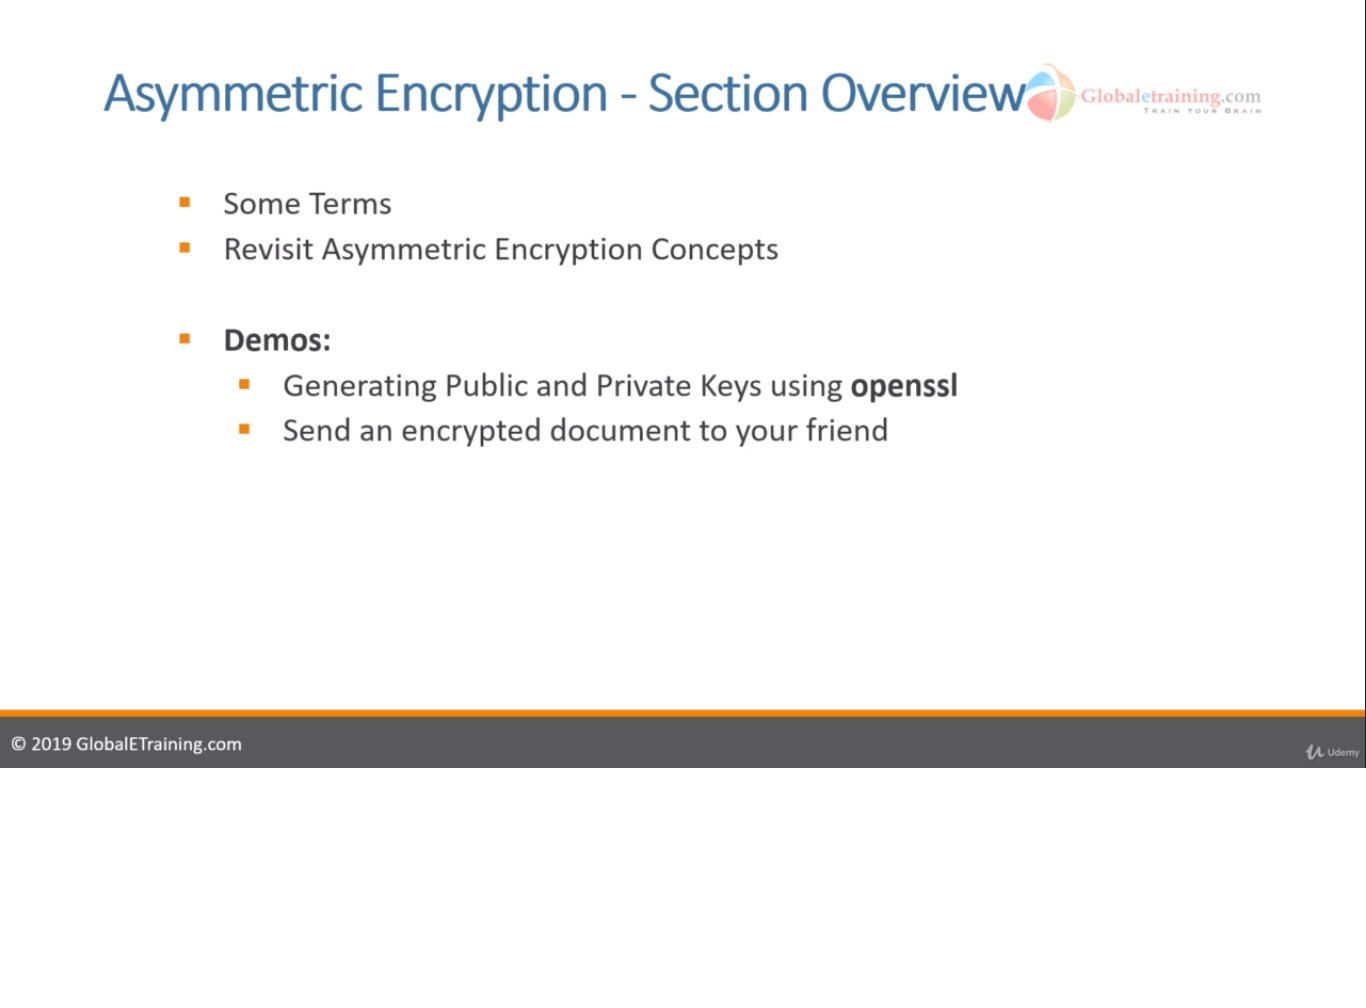 Asymmetric Encryption - Section Overview
Globaletraining.com
TRAIN YOUR BRAIN
Some Terms
Revisit Asymmetric Encryption Concepts
Demos:
Generating Public and Private Keys using openssl
Send an encrypted document to your friend
© 2019 GlobalETraining.com
Udemy